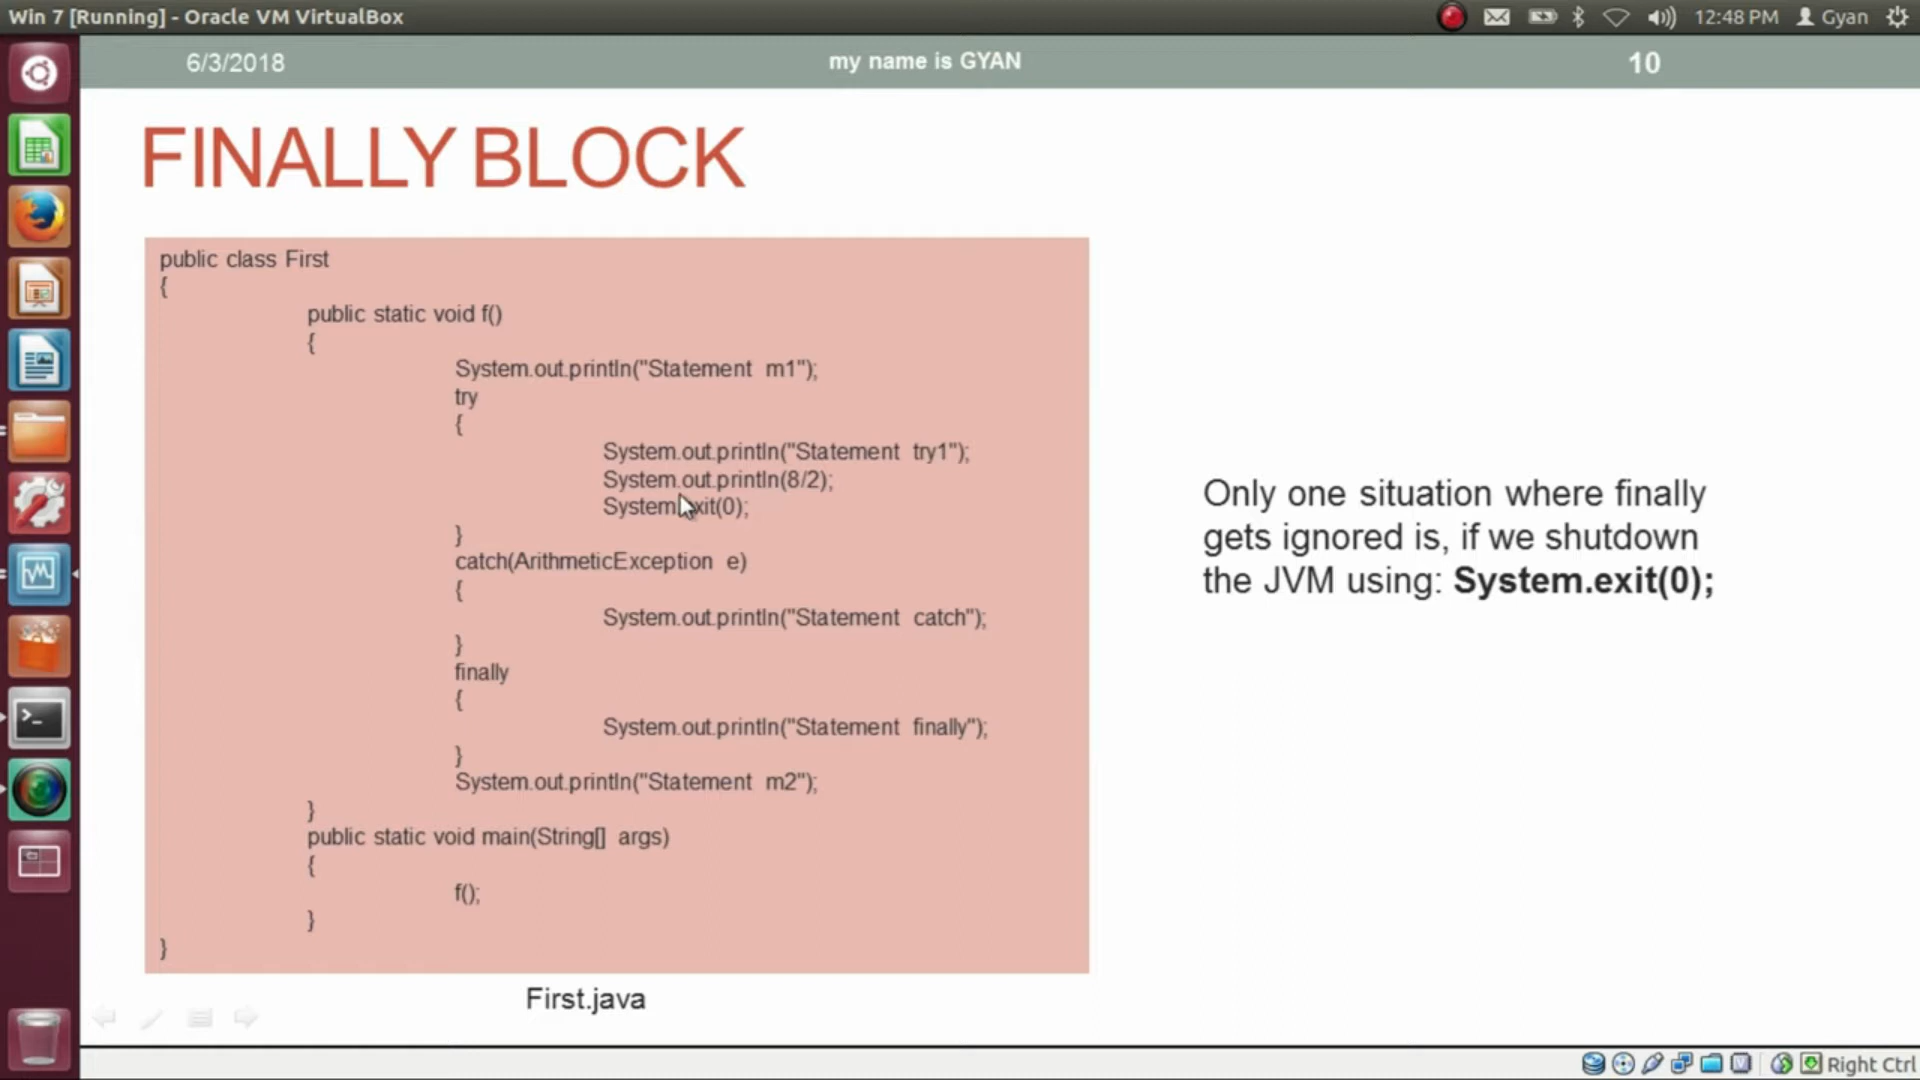 Win 7 [Running] - Oracle VM VirtualBox
12:48 PM Gyan
6/3/2018
my name is GYAN
10
FINALLY BLOCK
public class First
{
public static void f()
{
System.out.println("Statement m1");
try
{
System.out.println("Statement try1");
System.out.println(8/2);
System.exit(0);
}
catch(ArithmeticException e)
{
System.out.println("Statement catch");
}
finally
{
System.out.println("Statement finally");
}
System.out.println("Statement m2");
}
public static void main(String[] args)
{
f();
}
}
First.java
Only one situation where finally
gets ignored is, if we shutdown
the JVM using: System.exit(0);
Right Ctrl